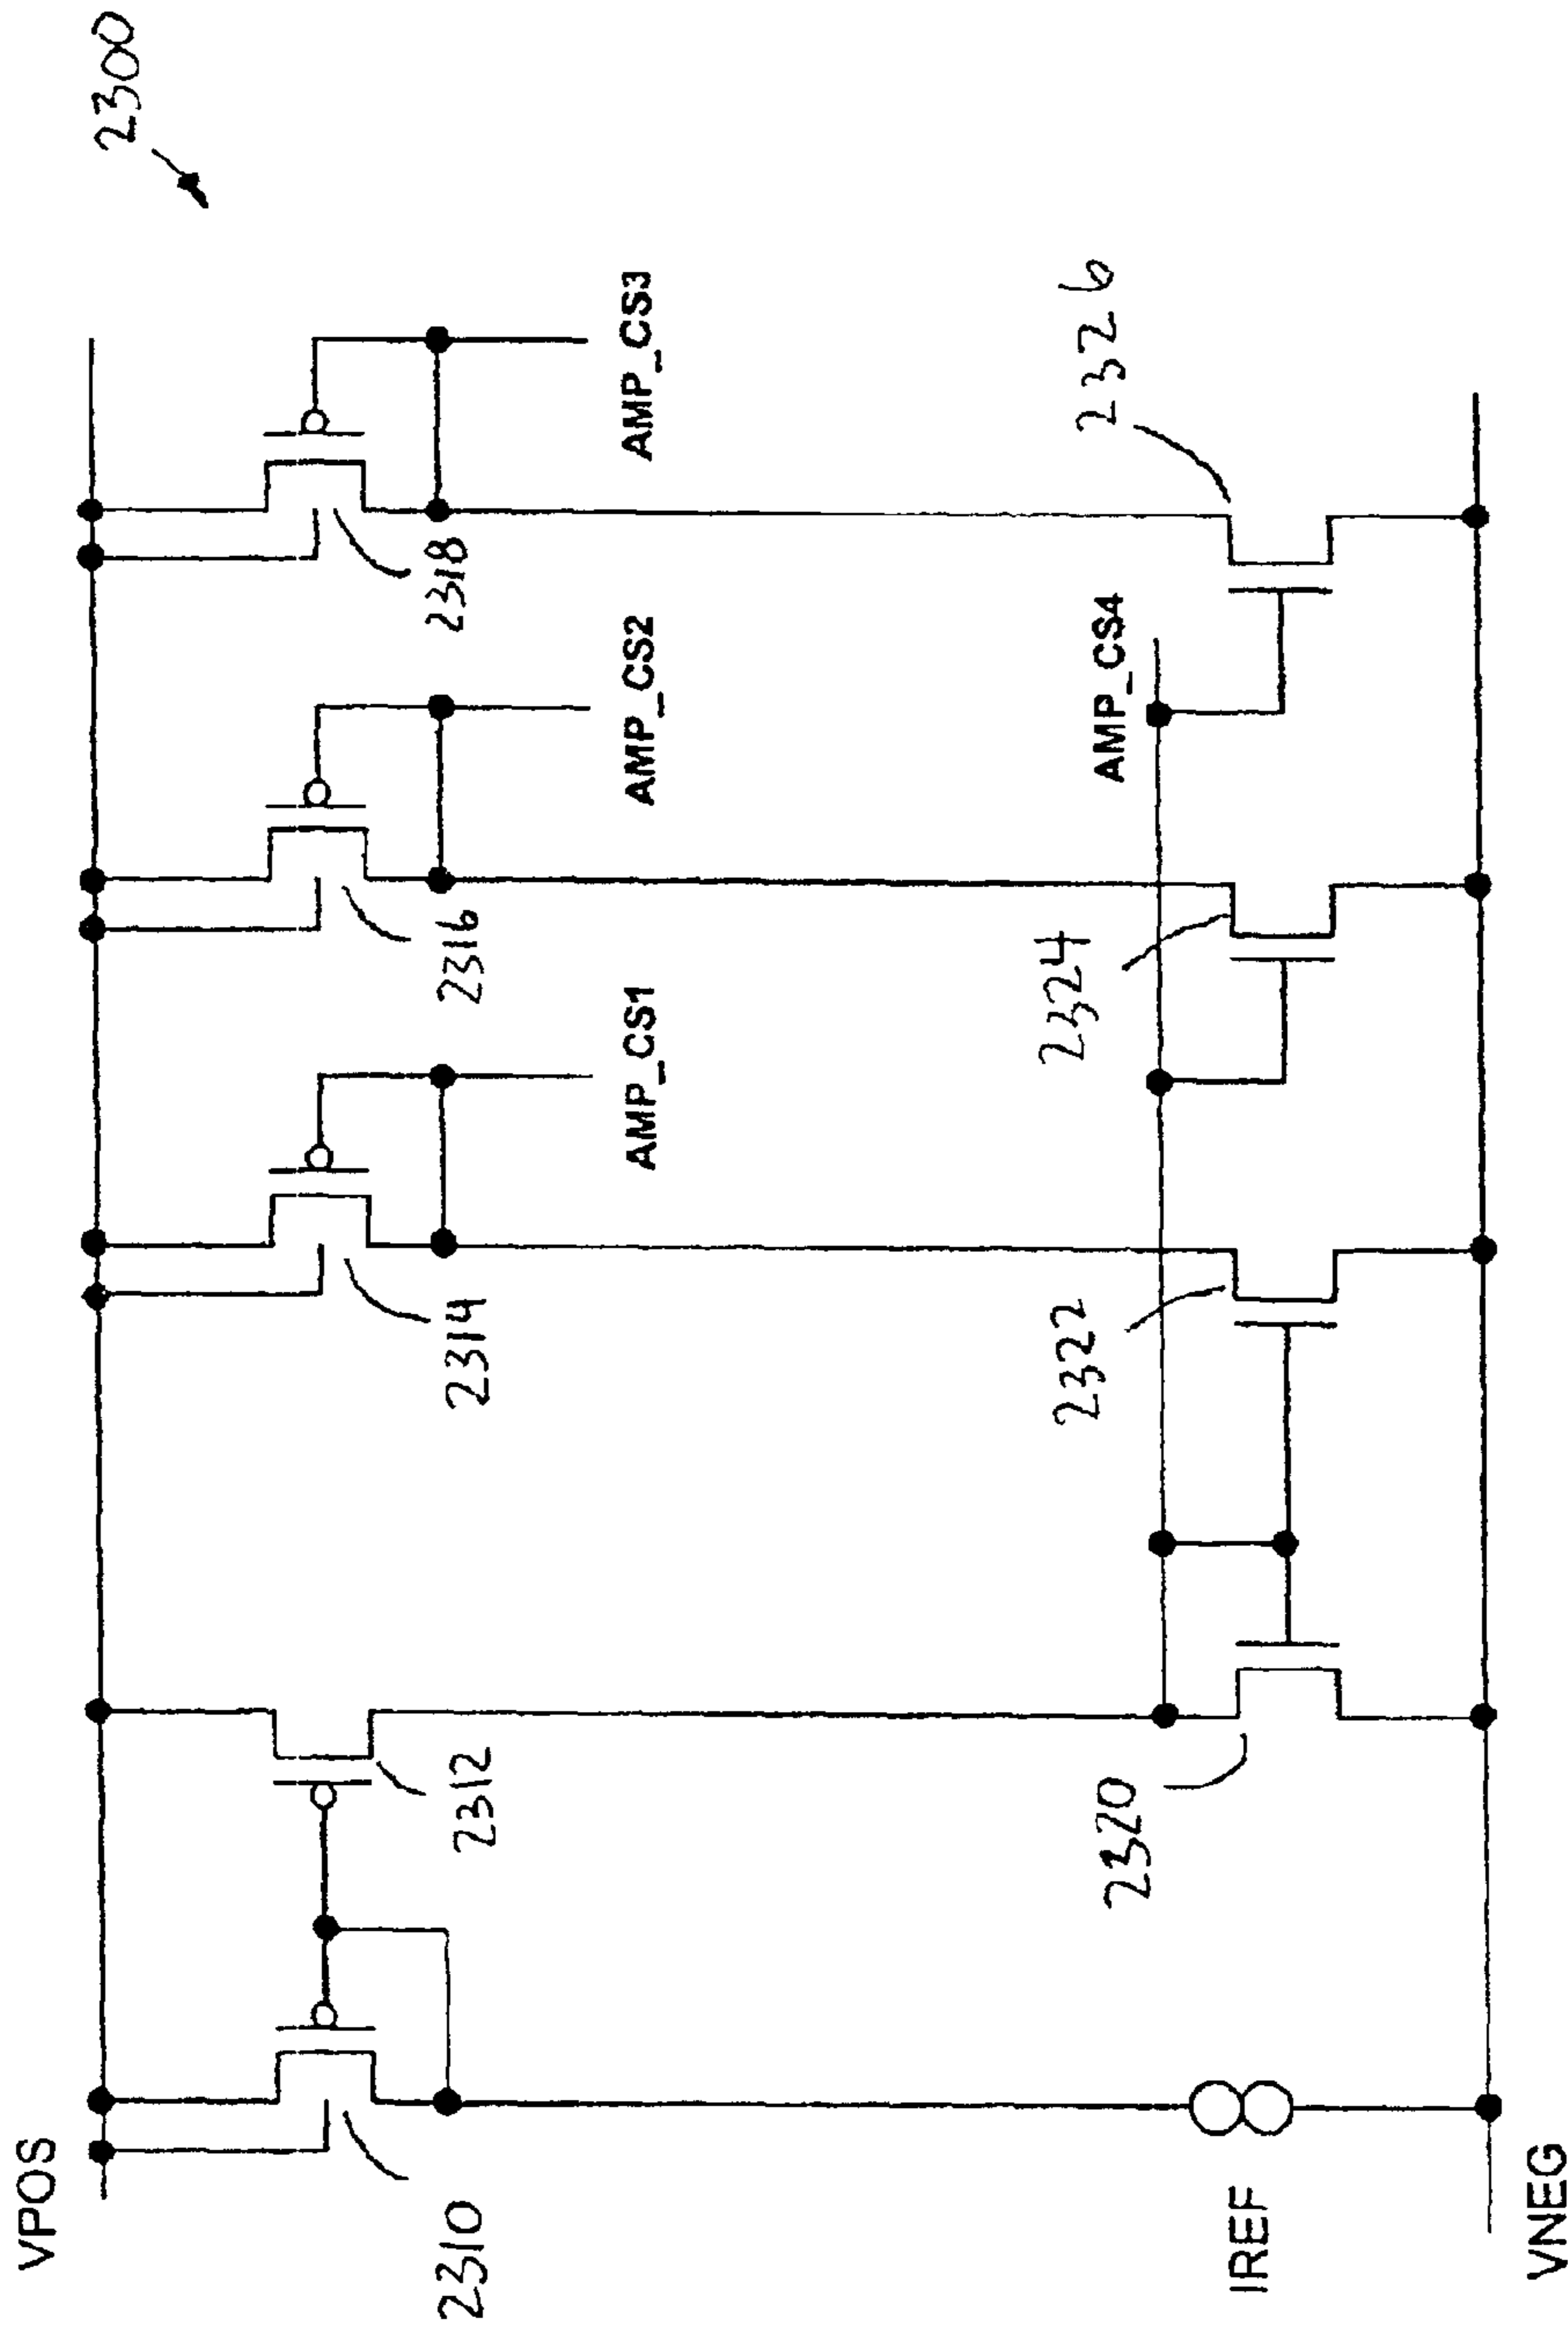 2300
VPOS
2310
2312
2314
2316
2318
AMP_CS1
AMP_CS2
AMP_CS3
AMP_CS4
IREF
2320
2322
2324
2326
VNEG